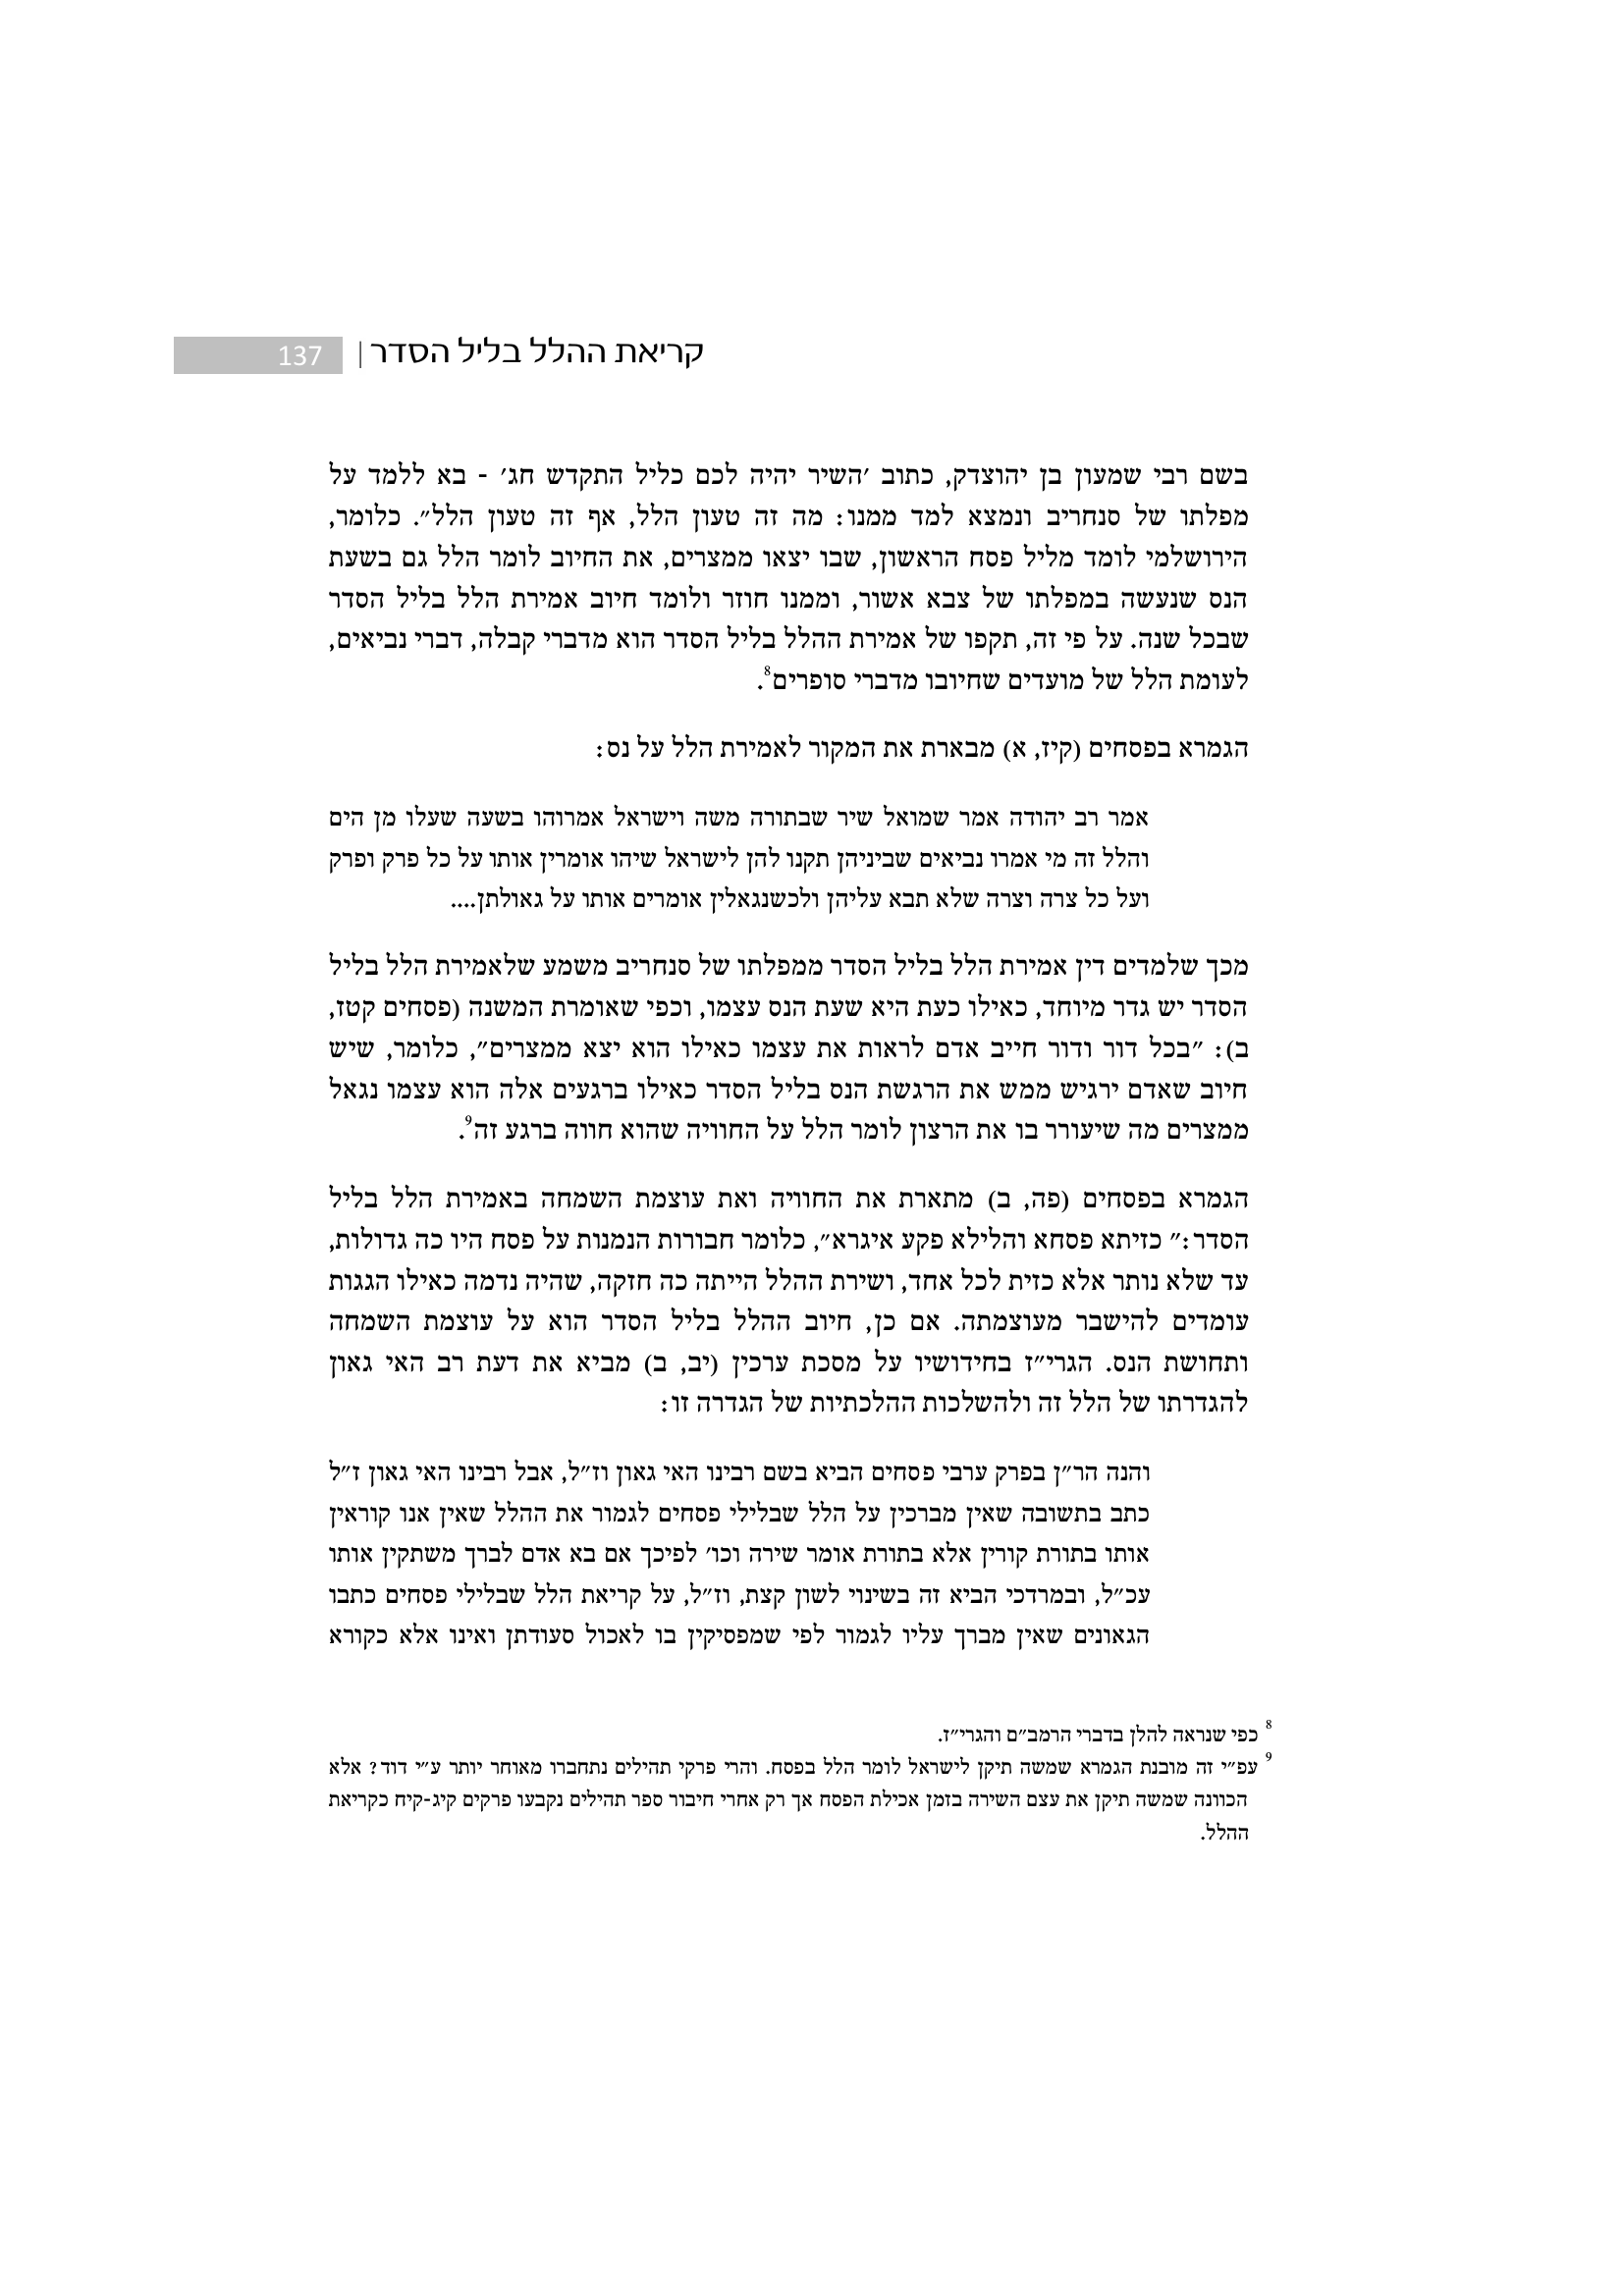 קריאת ההלל בליל הסדר | 137
בשם רבי שמעון בן יהוצדק, כתוב 'השיר יהיה לכם כליל התקדש חג' - בא ללמד על
מפלתו של סנחריב ונמצא למד ממנו: מה זה טעון הלל, אף זה טעון הלל". כלומר,
הירושלמי לומד מליל פסח הראשון, שבו יצאו ממצרים, את החיוב לומר הלל גם בשעת
הנס שנעשה במפלתו של צבא אשור, וממנו חוזר ולומד חיוב אמירת הלל בליל הסדר
שבכל שנה. על פי זה, תקפו של אמירת ההלל בליל הסדר הוא מדברי קבלה, דברי נביאים,
לעומת הלל של מועדים שחיובו מדברי סופרים8.
הגמרא בפסחים (קיז, א) מבארת את המקור לאמירת הלל על נס:
אמר רב יהודה אמר שמואל שיר שבתורה משה וישראל אמרוהו בשעה שעלו מן הים
והלל זה מי אמרו נביאים שביניהן תקנו להן לישראל שיהו אומרין אותו על כל פרק ופרק
ועל כל צרה וצרה שלא תבא עליהן ולכשנגאלין אומרים אותו על גאולתן....
מכך שלמדים דין אמירת הלל בליל הסדר ממפלתו של סנחריב משמע שלאמירת הלל בליל
הסדר יש גדר מיוחד, כאילו כעת היא שעת הנס עצמו, וכפי שאומרת המשנה (פסחים קטז,
ב): "בכל דור ודור חייב אדם לראות את עצמו כאילו הוא יצא ממצרים", כלומר, שיש
חיוב שאדם ירגיש ממש את הרגשת הנס בליל הסדר כאילו ברגעים אלה הוא עצמו נגאל
ממצרים מה שיעורר בו את הרצון לומר הלל על החוויה שהוא חווה ברגע זה9.
הגמרא בפסחים (פה, ב) מתארת את החוויה ואת עוצמת השמחה באמירת הלל בליל
הסדר:" כזיתא פסחא והלילא פקע איגרא", כלומר חבורות הנמנות על פסח היו כה גדולות,
עד שלא נותר אלא כזית לכל אחד, ושירת ההלל הייתה כה חזקה, שהיה נדמה כאילו הגגות
עומדים להישבר מעוצמתה. אם כן, חיוב ההלל בליל הסדר הוא על עוצמת השמחה
ותחושת הנס. הגרי"ז בחידושיו על מסכת ערכין (יב, ב) מביא את דעת רב האי גאון
להגדרתו של הלל זה ולהשלכות ההלכתיות של הגדרה זו:
והנה הר"ן בפרק ערבי פסחים הביא בשם רבינו האי גאון וז"ל, אבל רבינו האי גאון ז"ל
כתב בתשובה שאין מברכין על הלל שבלילי פסחים לגמור את ההלל שאין אנו קוראין
אותו בתורת קורין אלא בתורת אומר שירה וכו' לפיכך אם בא אדם לברך משתקין אותו
עכ"ל, ובמרדכי הביא זה בשינוי לשון קצת, וז"ל, על קריאת הלל שבלילי פסחים כתבו
הגאונים שאין מברך עליו לגמור לפי שמפסיקין בו לאכול סעודתן ואינו אלא כקורא
8 כפי שנראה להלן בדברי הרמב"ם והגרי"ז.
9 עפ"י זה מובנת הגמרא שמשה תיקן לישראל לומר הלל בפסח. והרי פרקי תהילים נתחברו מאוחר יותר ע"י דוד? אלא
הכוונה שמשה תיקן את עצם השירה בזמן אכילת הפסח אך רק אחרי חיבור ספר תהילים נקבעו פרקים קיג-קיח כקריאת
ההלל.